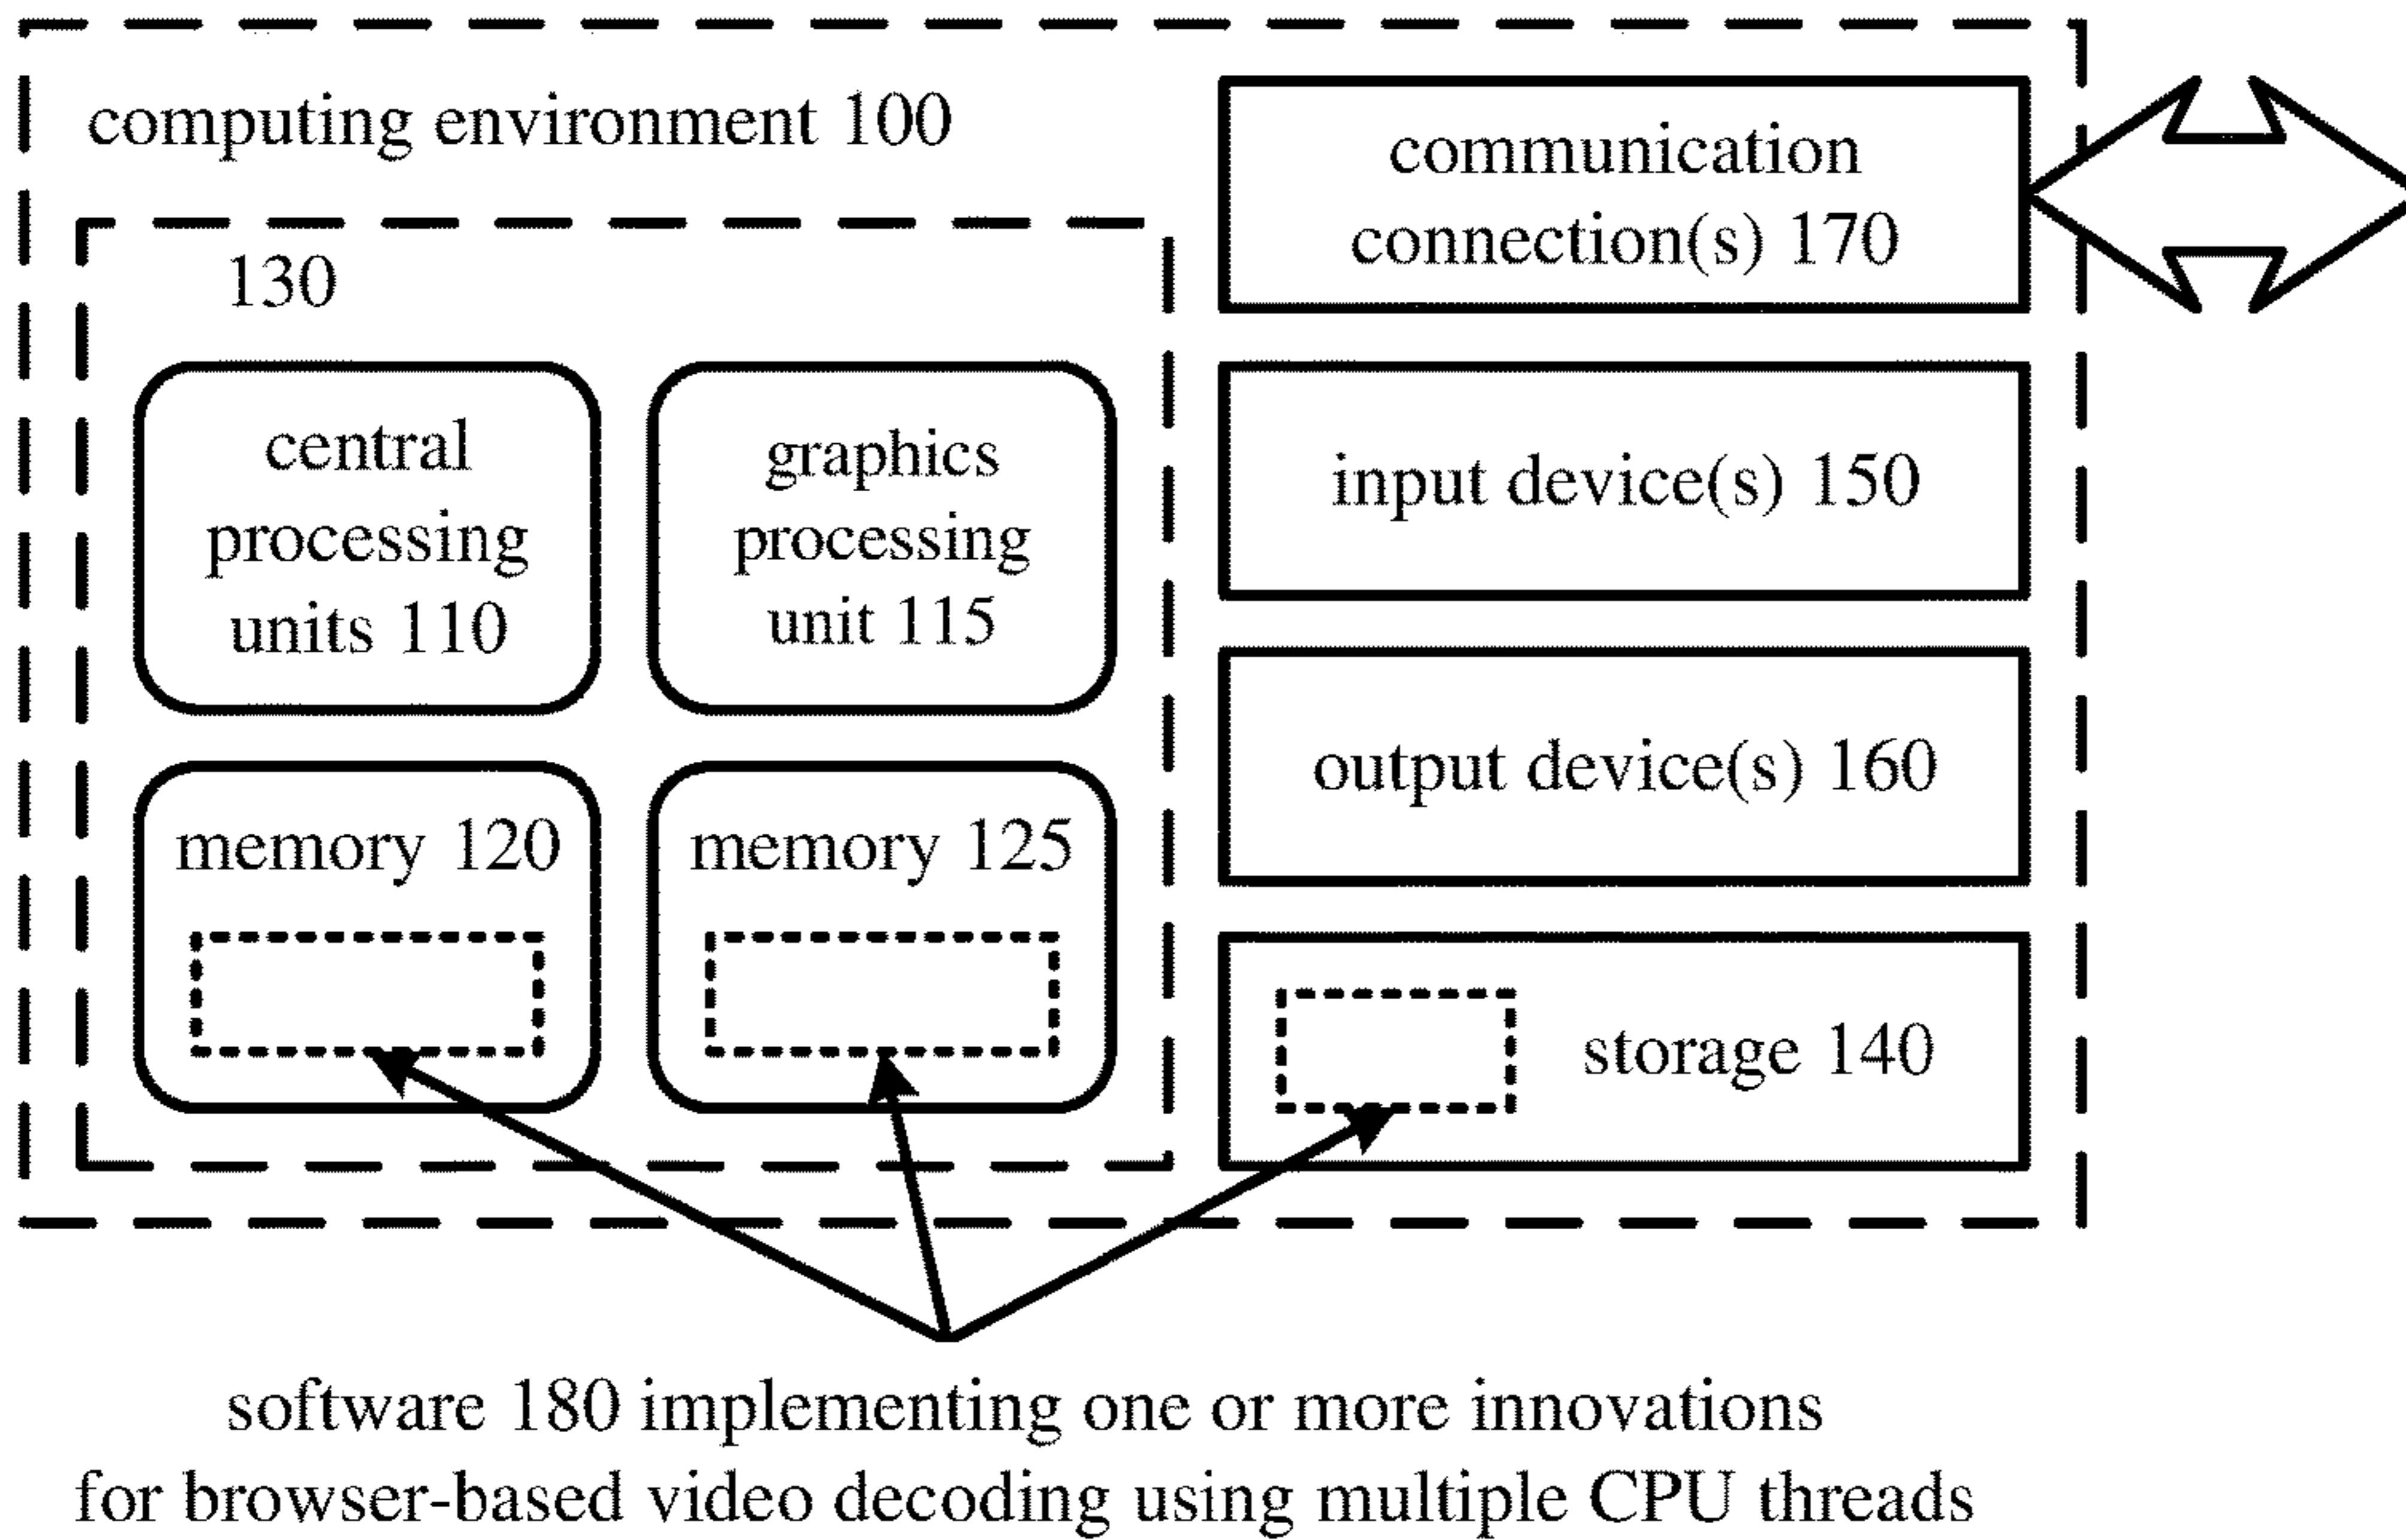 computing environment 100
130
central
processing
units 110
graphics
processing
unit 115
memory 120
memory 125
communication
connection(s) 170
input device(s) 150
output device(s) 160
storage 140
software 180 implementing one or more innovations
for browser-based video decoding using multiple CPU threads